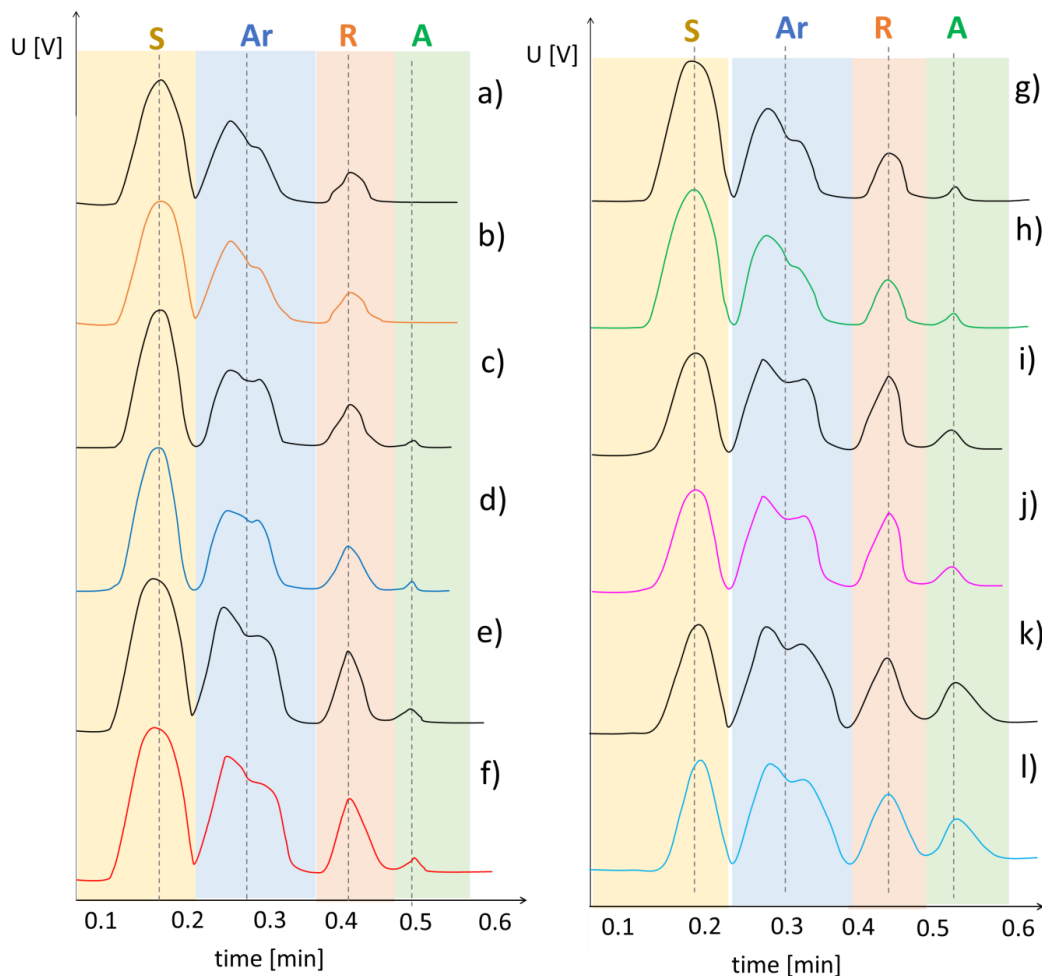 S Ar R A
U [V]
a)
b)
c)
d)
e)
f)
0.1 0.2 0.3 0.4 0.5 0.6
time [min]
S Ar R A
U [V]
g)
h)
i)
j)
k)
l)
0.1 0.2 0.3 0.4 0.5 0.6
time [min]